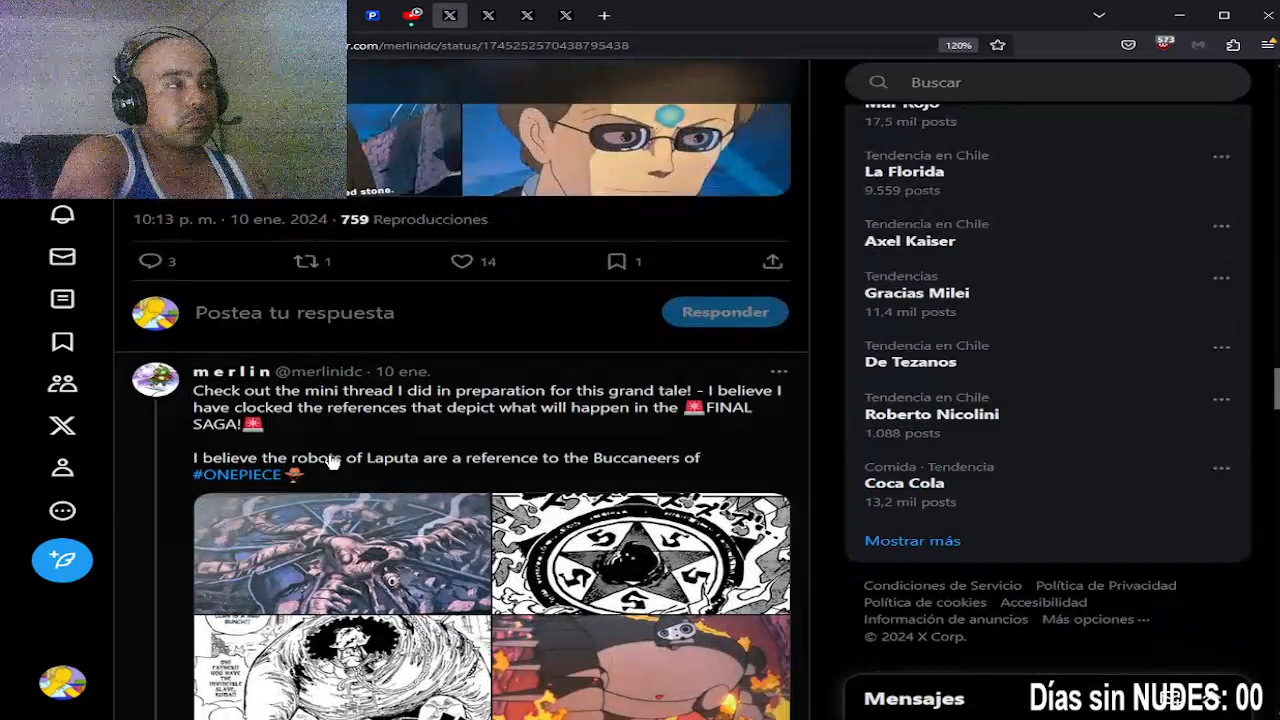 r.com/merlinidc/status/1745252570438795438
120%
573
Buscar
Mar Rojo
17,5 mil posts
Tendencia en Chile
La Florida
9.559 posts
Tendencia en Chile
Axel Kaiser
Tendencias
Gracias Milei
11,4 mil posts
Tendencia en Chile
De Tezanos
Tendencia en Chile
Roberto Nicolini
1.088 posts
Comida · Tendencia
Coca Cola
13,2 mil posts
Mostrar más
Condiciones de Servicio Política de Privacidad
Política de cookies Accesibilidad
Información de anuncios Más opciones ···
© 2024 X Corp.
Mensajes
Días sin NUDES: 00
ed stone.
10:13 p. m. · 10 ene. 2024 · 759 Reproducciones
3 1 14 1
Postea tu respuesta
Responder
m e r l i n @merlinidc · 10 ene.
Check out the mini thread I did in preparation for this grand tale! - I believe I
have clocked the references that depict what will happen in the 🚨FINAL
SAGA!🚨
I believe the robots of Laputa are a reference to the Buccaneers of
#ONEPIECE